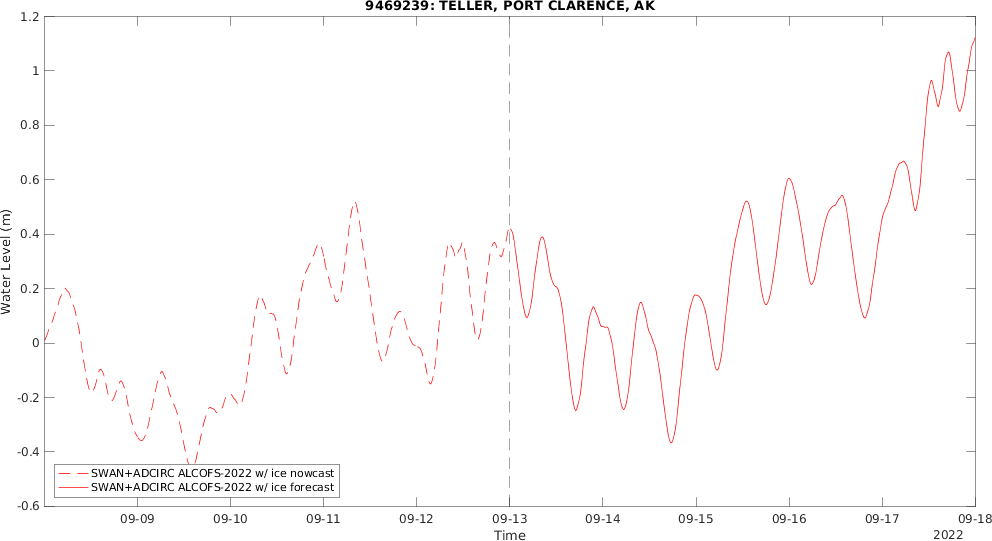 9469239: TELLER, PORT CLARENCE, AK
1.2
1
0.8
0.6
0.4
0.2
0
-0.2
-0.4
-0.6
Water Level (m)
SWAN+ADCIRC ALCOFS-2022 w/ ice nowcast
SWAN+ADCIRC ALCOFS-2022 w/ ice forecast
09-09 09-10 09-11 09-12 09-13 09-14 09-15 09-16 09-17 09-18
Time
2022